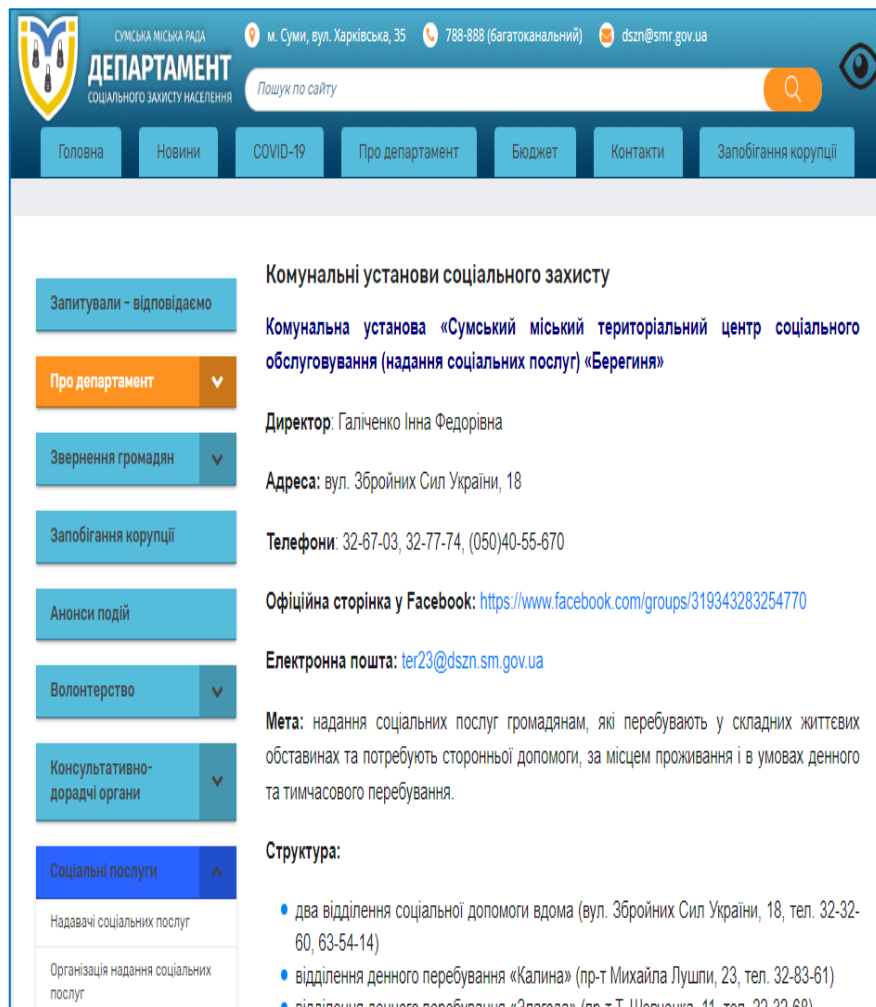 СУМСЬКА МІСЬКА РАДА
ДЕПАРТАМЕНТ
СОЦІАЛЬНОГО ЗАХИСТУ НАСЕЛЕННЯ
м. Суми, вул. Харківська, 35 788-888 (багатоканальний) dszn@smr.gov.ua
Пошук по сайту
Головна Новини COVID-19 Про департамент Бюджет Контакти Запобігання корупції
Запитували – відповідаємо
Про департамент
Звернення громадян
Запобігання корупції
Анонси подій
Волонтерство
Консультативно-
дорадчі органи
Соціальні послуги
Надавачі соціальних послуг
Організація надання соціальних
послуг
Комунальні установи соціального захисту
Комунальна установа «Сумський міський територіальний центр соціального
обслуговування (надання соціальних послуг) «Берегиня»
Директор: Галіченко Інна Федорівна
Адреса: вул. Збройних Сил України, 18
Телефони: 32-67-03, 32-77-74, (050)40-55-670
Офіційна сторінка у Facebook: https://www.facebook.com/groups/319343283254770
Електронна пошта: ter23@dszn.sm.gov.ua
Мета: надання соціальних послуг громадянам, які перебувають у складних життєвих
обставинах та потребують сторонньої допомоги, за місцем проживання і в умовах денного
та тимчасового перебування.
Структура:
два відділення соціальної допомоги вдома (вул. Збройних Сил України, 18, тел. 32-32-
60, 63-54-14)
відділення денного перебування «Калина» (пр-т Михайла Лушпи, 23, тел. 32-83-61)
відділення денного перебування «Злагода» (пр-т Т. Шевченка, 11, тел.